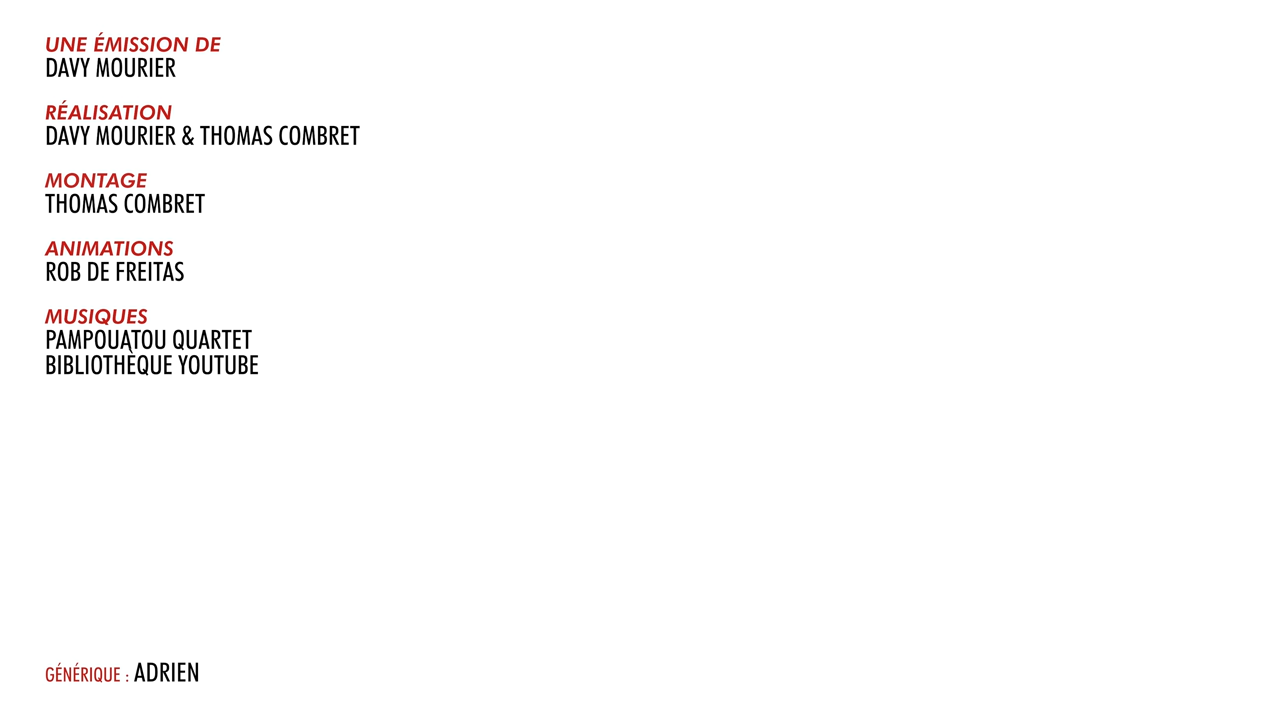 UNE ÉMISSION DE
DAVY MOURIER
RÉALISATION
DAVY MOURIER & THOMAS COMBRET
MONTAGE
THOMAS COMBRET
ANIMATIONS
ROB DE FREITAS
MUSIQUES
PAMPOUATOU QUARTET
BIBLIOTHÈQUE YOUTUBE
GÉNÉRIQUE : ADRIEN